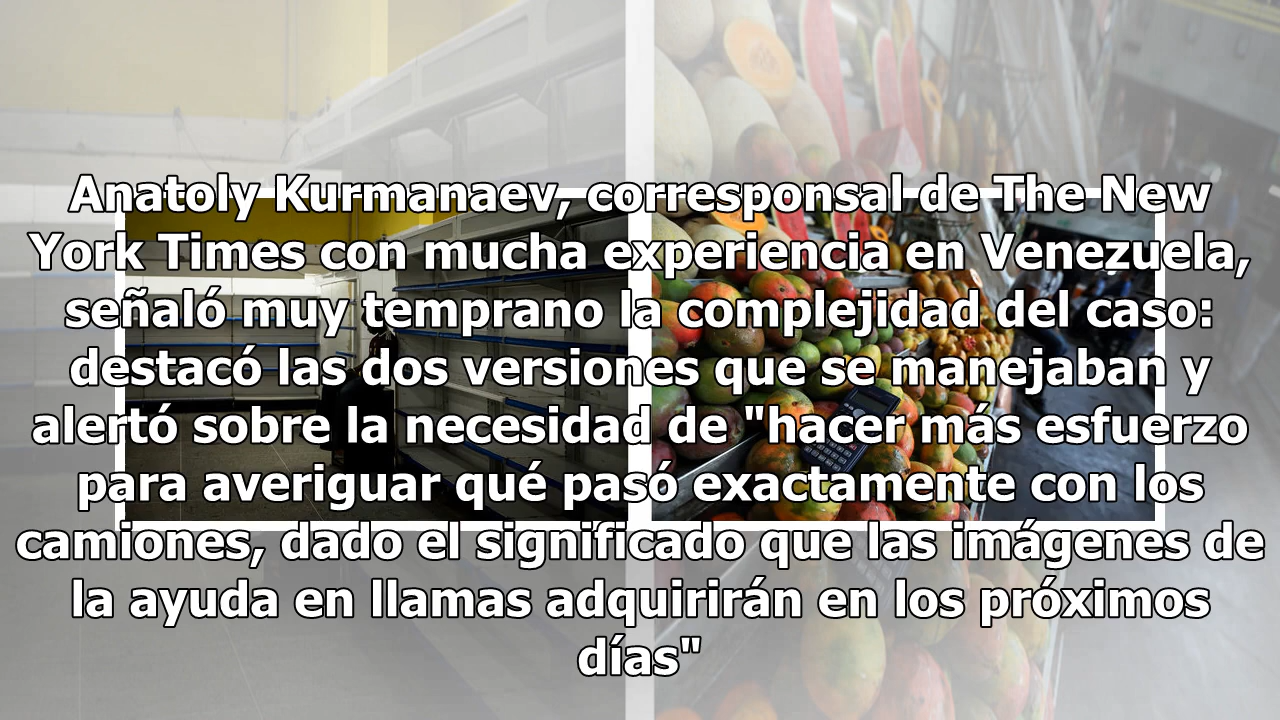 Anatoly Kurmanaev, corresponsal de The New
York Times con mucha experiencia en Venezuela,
señaló muy temprano la complejidad del caso:
destacó las dos versiones que se manejaban y
alertó sobre la necesidad de "hacer más esfuerzo
para averiguar qué pasó exactamente con los
camiones, dado el significado que las imágenes de
la ayuda en llamas adquirirán en los próximos
días"